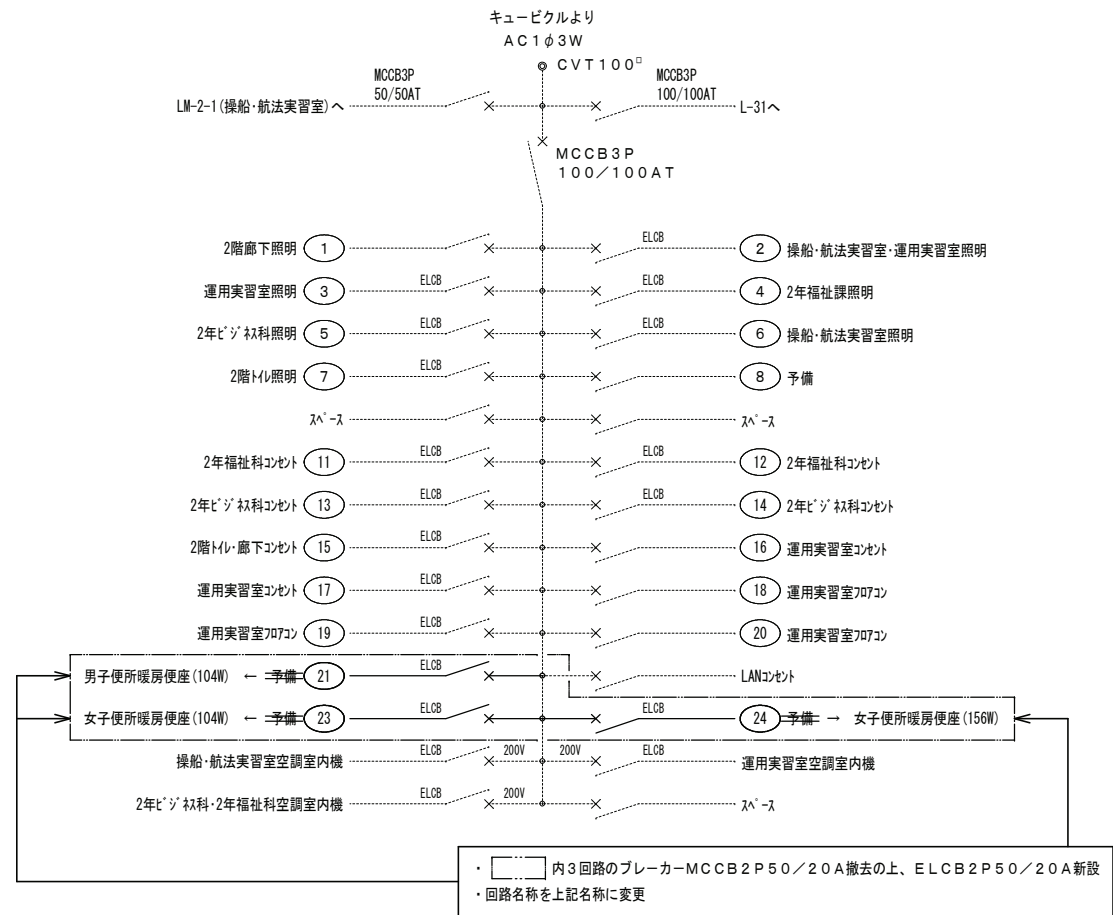 キュービクルより
AC1φ3W
CVT100□
MCCB3P
50/50AT
MCCB3P
100/100AT
LM-2-1(操船・航法実習室)へ
L-31へ
MCCB3P
100/100AT
2階廊下照明 1 ELCB 2 操船・航法実習室・運用実習室照明
運用実習室照明 3 ELCB ELCB 4 2年福祉課照明
2年ビジネス科照明 5 ELCB ELCB 6 操船・航法実習室照明
2階トイレ照明 7 ELCB 8 予備
スペース スペース
2年福祉科コンセント 11 ELCB ELCB 12 2年福祉科コンセント
2年ビジネス科コンセント 13 ELCB ELCB 14 2年ビジネス科コンセント
2階トイレ・廊下コンセント 15 ELCB 16 運用実習室コンセント
運用実習室コンセント 17 ELCB 18 運用実習室フロアコン
運用実習室フロアコン 19 ELCB 20 運用実習室フロアコン
男子便所暖房便座(104W) ← 予備 21 ELCB LANコンセント
女子便所暖房便座(104W) ← 予備 23 ELCB ELCB 24 予備 → 女子便所暖房便座(156W)
操船・航法実習室空調室内機 ELCB 200V 200V ELCB 運用実習室空調室内機
2年ビジネス科・2年福祉科空調室内機 ELCB 200V スペース
・ 内3回路のブレーカーMCCB2P50/20A撤去の上、ELCB2P50/20A新設
・回路名称を上記名称に変更